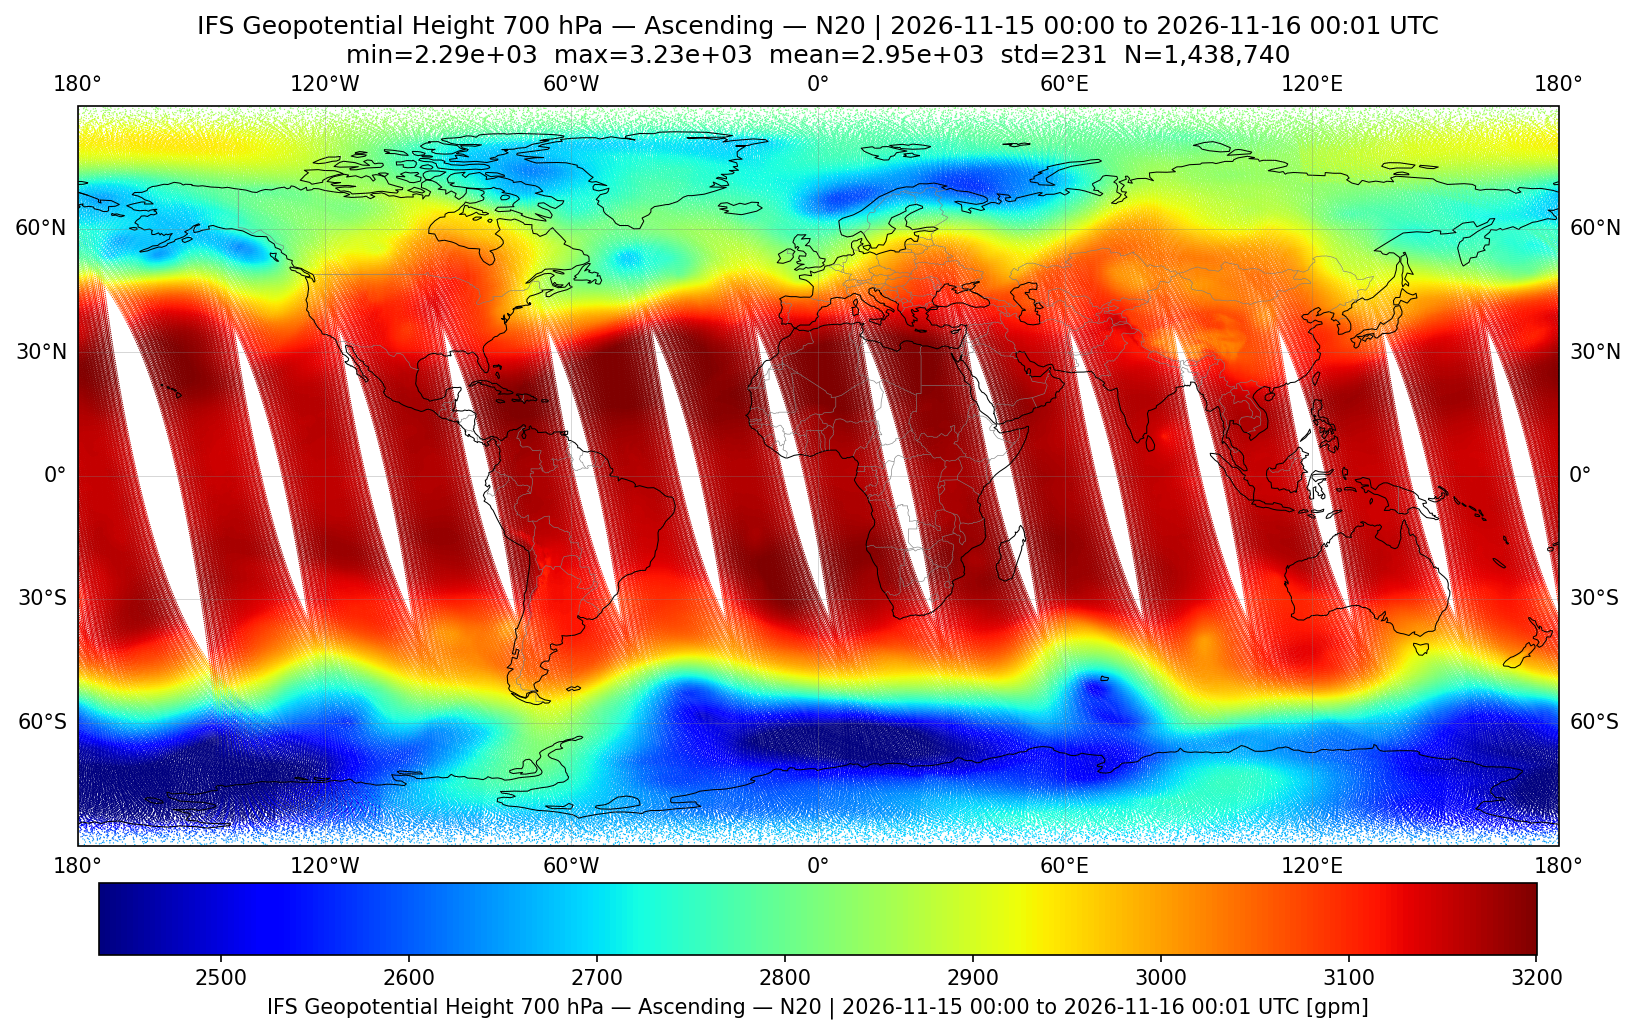 IFS Geopotential Height 700 hPa — Ascending — N20 | 2026-11-15 00:00 to 2026-11-16 00:01 UTC
min=2.29e+03 max=3.23e+03 mean=2.95e+03 std=231 N=1,438,740
180° 120°W 60°W 0° 60°E 120°E 180°
60°N 60°N
30°N 30°N
0° 0°
30°S 30°S
60°S 60°S
180° 120°W 60°W 0° 60°E 120°E 180°
2500 2600 2700 2800 2900 3000 3100 3200
IFS Geopotential Height 700 hPa — Ascending — N20 | 2026-11-15 00:00 to 2026-11-16 00:01 UTC [gpm]